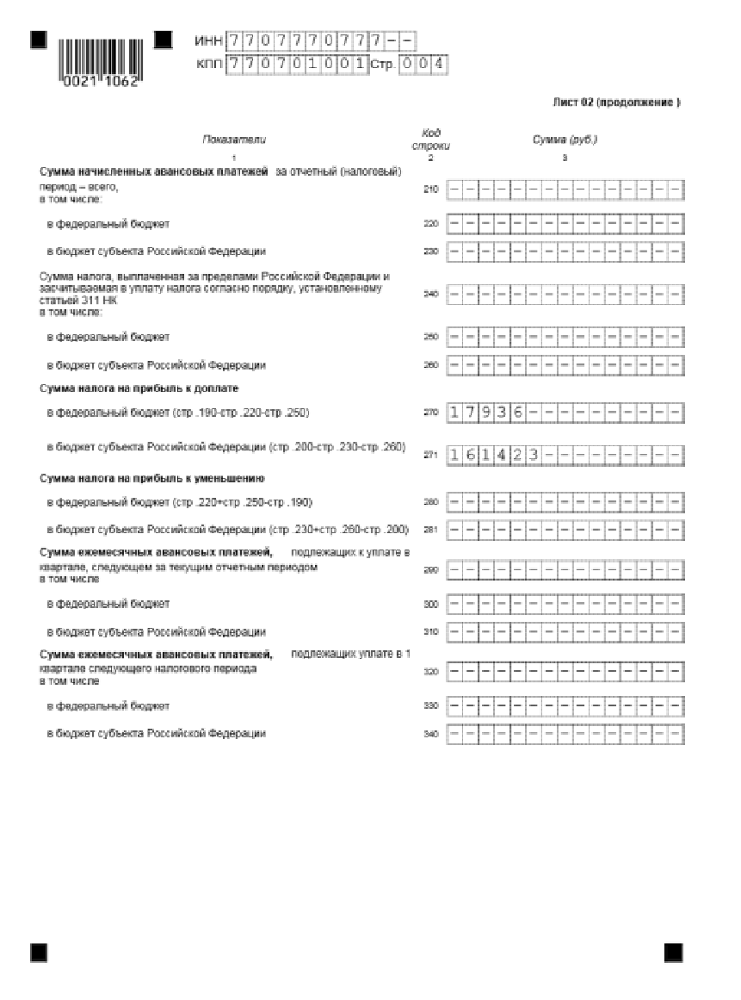 ИНН 7707770777--
КПП 770701001 Стр. 004
0021 1062
Лист 02 (продолжение )
Показатели Код строки Сумма (руб.)
1 2 3
Сумма начисленных авансовых платежей за отчетный (налоговый)
период – всего, 210 ---------------
в том числе:
в федеральный бюджет 220 ---------------
в бюджет субъекта Российской Федерации 230 ---------------
Сумма налога, выплаченная за пределами Российской Федерации и
засчитываемая в уплату налога согласно порядку, установленному 240 ---------------
статьей 311 НК
в том числе:
в федеральный бюджет 250 ---------------
в бюджет субъекта Российской Федерации 260 ---------------
Сумма налога на прибыль к доплате
в федеральный бюджет (стр .190-стр .220-стр .250) 270 17936----------
в бюджет субъекта Российской Федерации (стр .200-стр .230-стр .260) 271 161423---------
Сумма налога на прибыль к уменьшению
в федеральный бюджет (стр .220+стр .250-стр .190) 280 ---------------
в бюджет субъекта Российской Федерации (стр .230+стр .260-стр .200) 281 ---------------
Сумма ежемесячных авансовых платежей, подлежащих к уплате в
квартале, следующем за текущим отчетным периодом 290 ---------------
в том числе
в федеральный бюджет 300 ---------------
в бюджет субъекта Российской Федерации 310 ---------------
Сумма ежемесячных авансовых платежей, подлежащих уплате в 1
квартале следующего налогового периода 320 ---------------
в том числе
в федеральный бюджет 330 ---------------
в бюджет субъекта Российской Федерации 340 ---------------